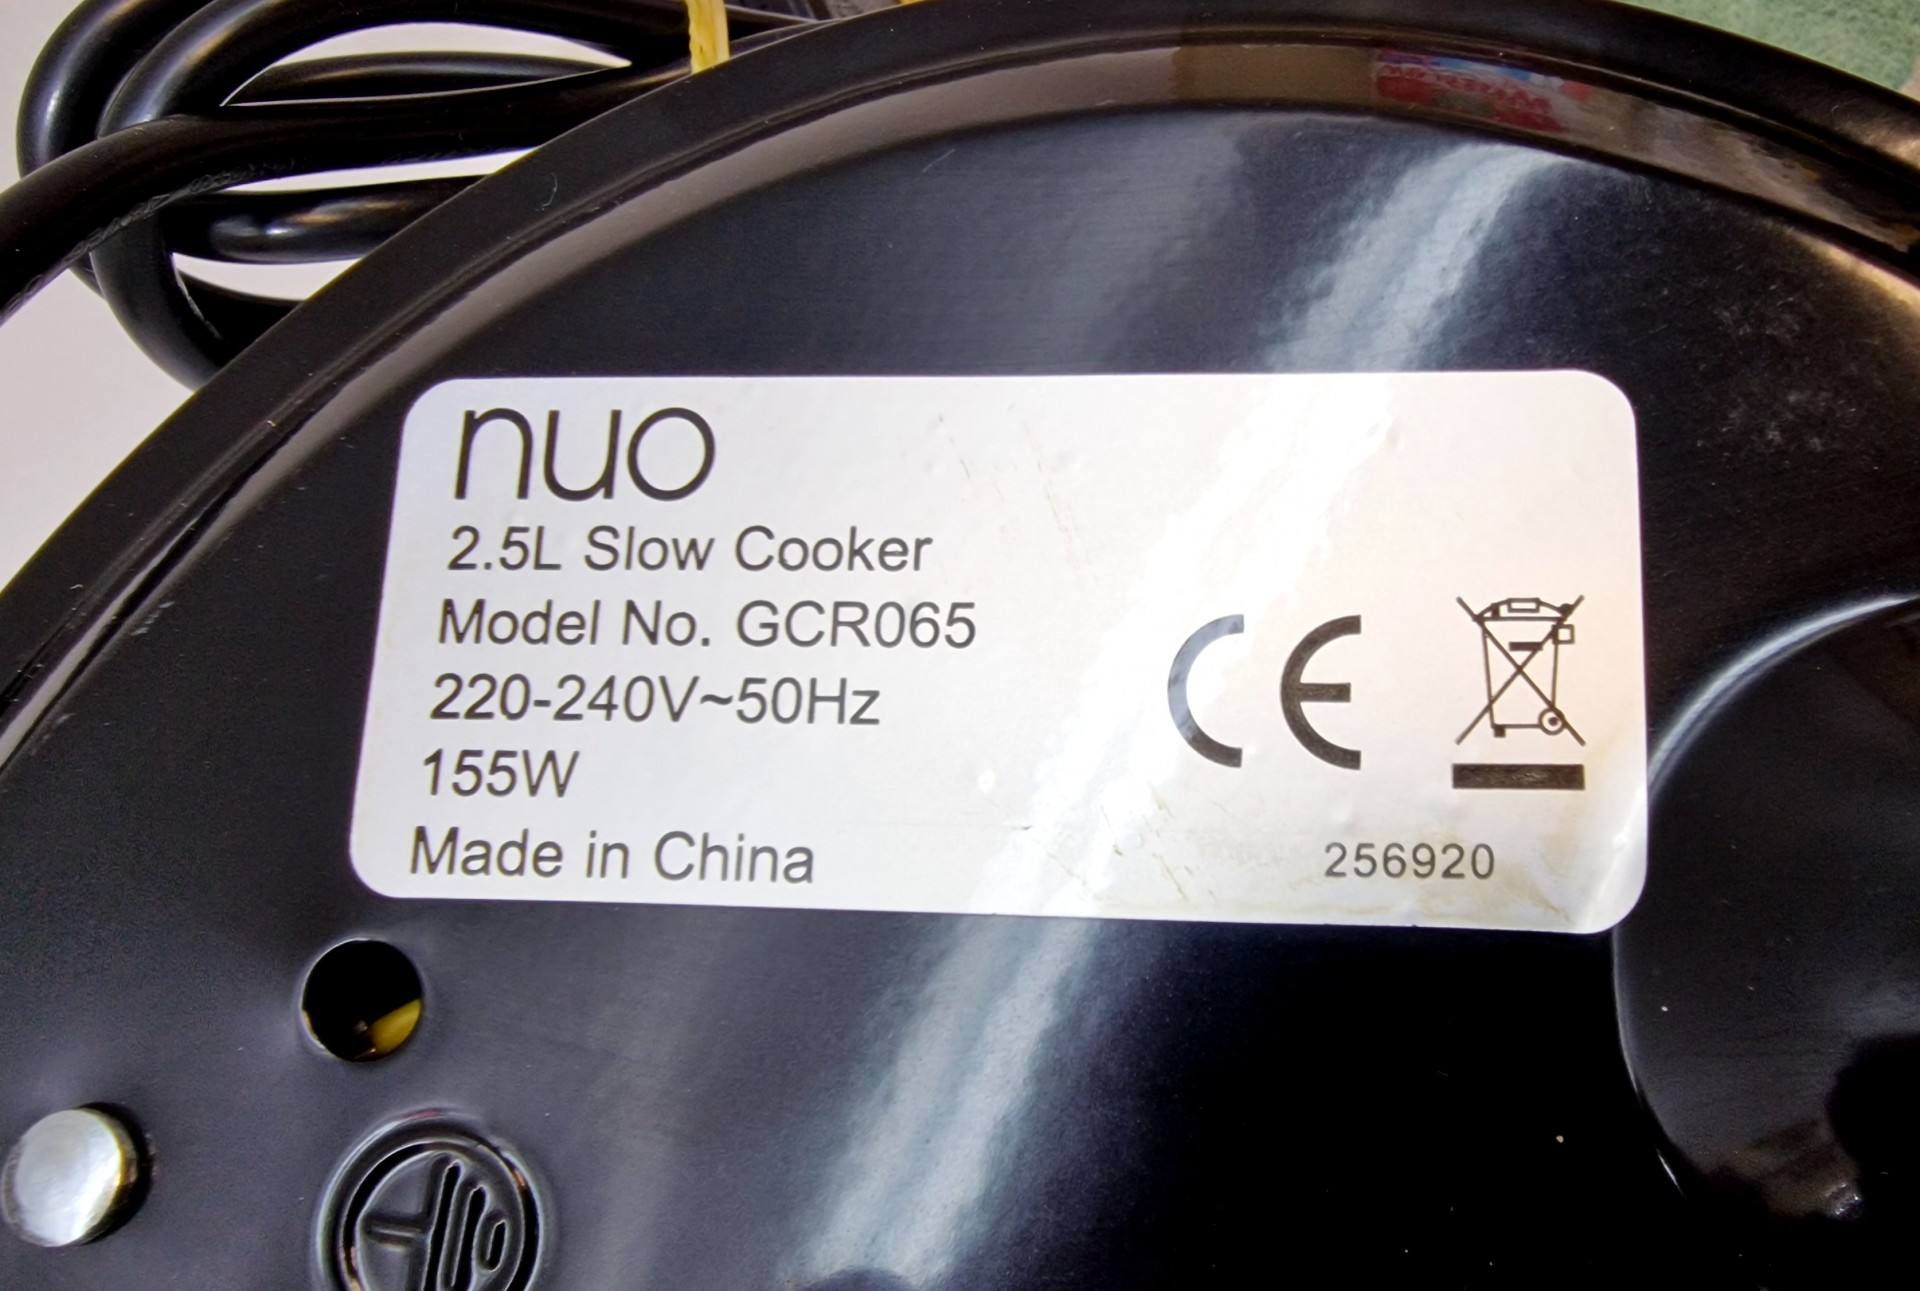 nuo
2.5L Slow Cooker
Model No. GCR065
220-240V~50Hz
155W
Made in China
CE
256920